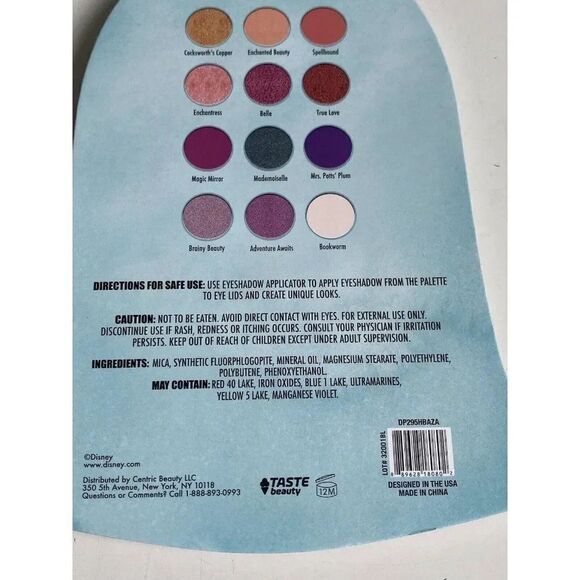 Cocksworth's Copper Enchanted Beauty Spellbound
Enchantress Belle True Love
Magic Mirror Mademoiselle Mrs. Potts' Plum
Brainy Beauty Adventure Awaits Bookworm
DIRECTIONS FOR SAFE USE: USE EYESHADOW APPLICATOR TO APPLY EYESHADOW FROM THE PALETTE
TO EYE LIDS AND CREATE UNIQUE LOOKS.
CAUTION: NOT TO BE EATEN. AVOID DIRECT CONTACT WITH EYES. FOR EXTERNAL USE ONLY.
DISCONTINUE USE IF RASH, REDNESS OR ITCHING OCCURS. CONSULT YOUR PHYSICIAN IF IRRITATION
PERSISTS. KEEP OUT OF REACH OF CHILDREN EXCEPT UNDER ADULT SUPERVISION.
INGREDIENTS: MICA, SYNTHETIC FLUORPHLOGOPITE, MINERAL OIL, MAGNESIUM STEARATE, POLYETHYLENE,
POLYBUTENE, PHENOXYETHANOL.
MAY CONTAIN: RED 40 LAKE, IRON OXIDES, BLUE 1 LAKE, ULTRAMARINES,
YELLOW 5 LAKE, MANGANESE VIOLET.
DP295HBAZA
LOT# 32001BL
8 89628 18080 2
DESIGNED IN THE USA
MADE IN CHINA
©Disney
www.disney.com
Distributed by Centric Beauty LLC
350 5th Avenue, New York, NY 10118
Questions or Comments? Call 1-888-893-0993
TASTE
beauty
12M